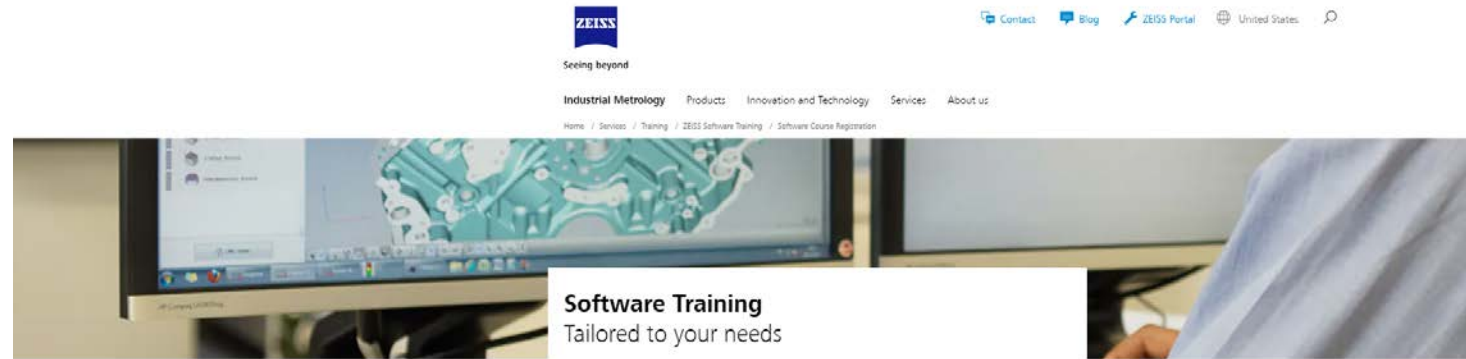 ZEISS
Contact Blog ZEISS Portal United States
Seeing beyond
Industrial Metrology Products Innovation and Technology Services About us
Home / Services / Training / ZEISS Software Training / Software Course Registration
Software Training
Tailored to your needs